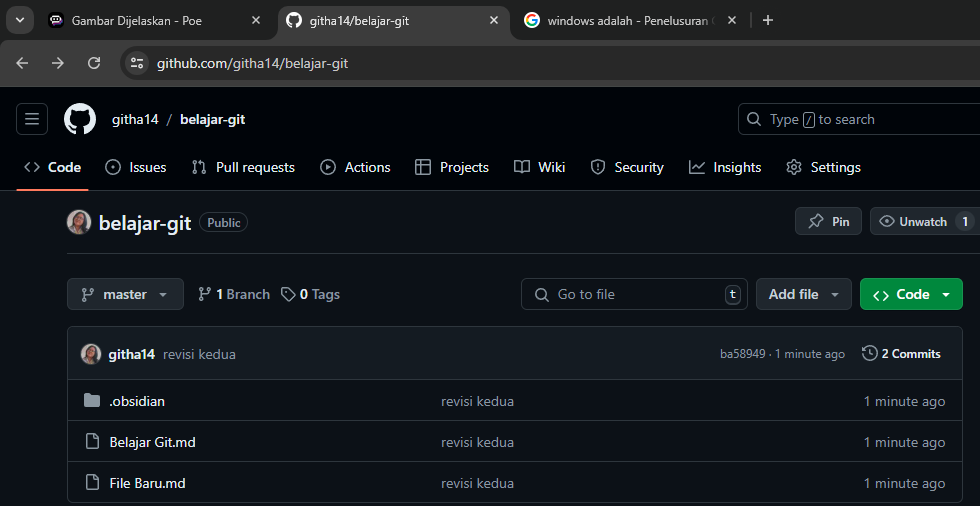 Gambar Dijelaskan - Poe
githa14/belajar-git
windows adalah - Penelusuran
github.com/githa14/belajar-git
githa14 / belajar-git
Type / to search
Code Issues Pull requests Actions Projects Wiki Security Insights Settings
belajar-git Public
Pin Unwatch 1
master 1 Branch 0 Tags
Go to file t Add file Code
githa14 revisi kedua ba58949 · 1 minute ago 2 Commits
.obsidian revisi kedua 1 minute ago
Belajar Git.md revisi kedua 1 minute ago
File Baru.md revisi kedua 1 minute ago